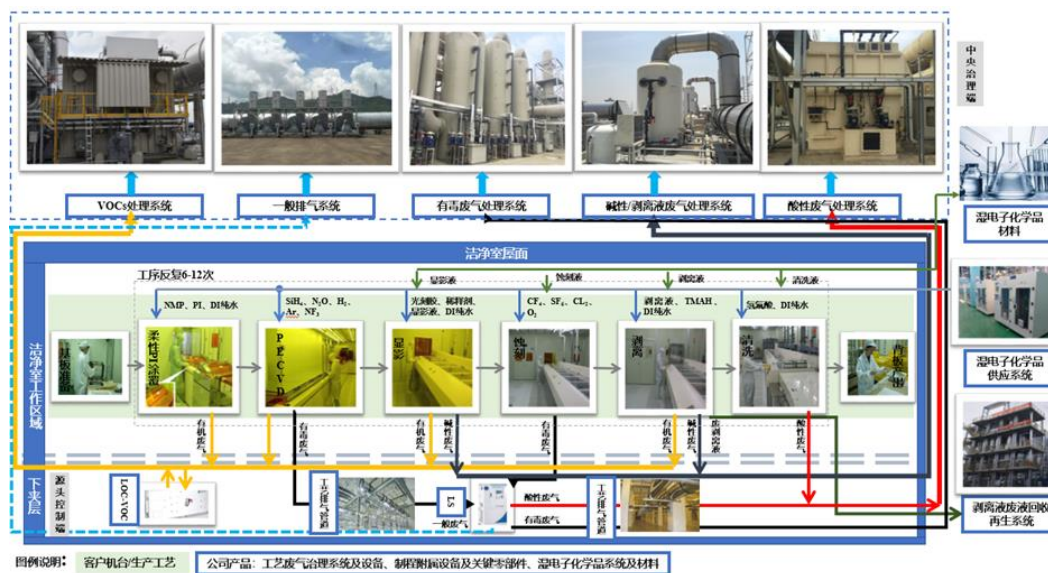 中央治理端
VOCs处理系统
一般排气系统
有毒废气处理系统
碱性/剥离液废气处理系统
酸性废气处理系统
湿电子化学品
材料
洁净室屋面
工序反复6-12次
显影液
蚀刻液
剥离液
清洗液
NMP、PI、DI纯水
SiH₄、N₂O、H₂、
Ar、NF₃
光刻胶、稀释剂、
显影液、DI纯水
CF₄、SF₆、CL₂、
O₂
剥离液、TMAH、
DI纯水
氢氟酸、DI纯水
洁净室工作区域
基板准备
柔性PI涂覆
PECVD
显影
蚀刻
剥离
清洗
背板产出
湿电子化学品
供应系统
有机废气
有毒废气
有机废气
碱性废气
有毒废气
有机废气
碱性废气
废剥离液
酸性废气
下夹层
源头控制端
LOC-VOC
工艺排气管道
LS
一般废气
酸性废气
有毒废气
工艺排气管道
剥离液废液回收
再生系统
图例说明：
客户机台/生产工艺
公司产品：工艺废气治理系统及设备、制程附属设备及关键零部件、湿电子化学品系统及材料